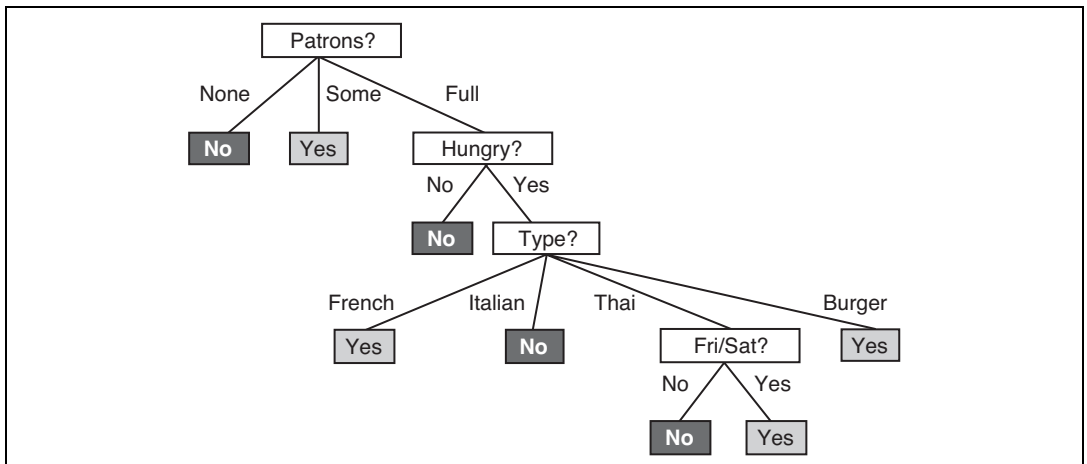 Patrons?
None Some Full
No Yes Hungry?
No Yes
No Type?
French Italian Thai Burger
Yes No Fri/Sat? Yes
No Yes
No Yes